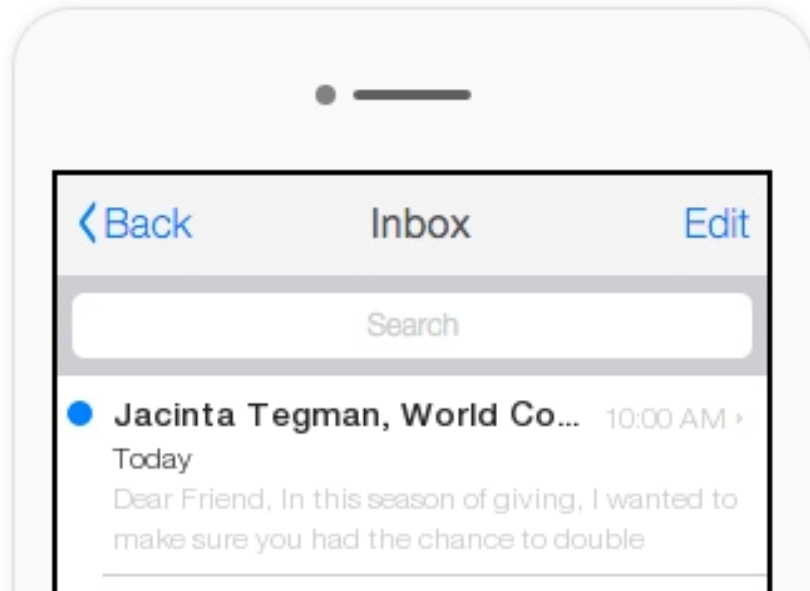 Back Inbox Edit
Search
Jacinta Tegman, World Co... 10:00 AM
Today
Dear Friend, In this season of giving, I wanted to
make sure you had the chance to double